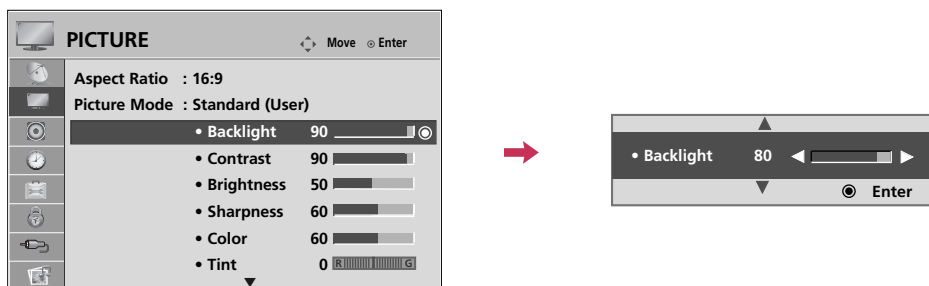 PICTURE Move Enter
Aspect Ratio : 16:9
Picture Mode : Standard (User)
• Backlight 90
• Contrast 90
• Brightness 50
• Sharpness 60
• Color 60
• Tint 0 R G
• Backlight 80
Enter